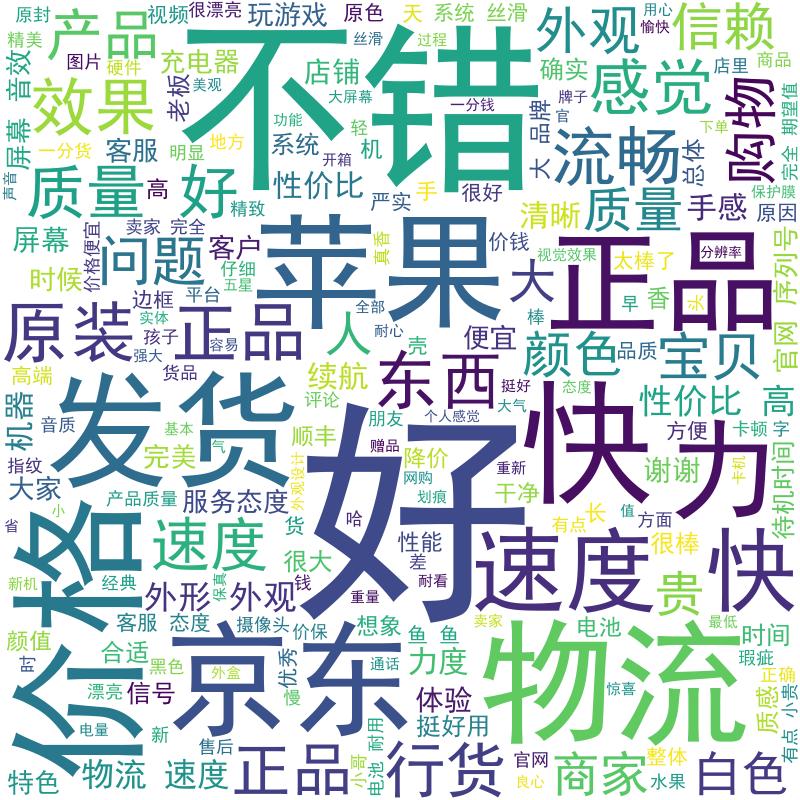 原封
视频
很漂亮
玩游戏
原色
丝滑
天
系统
丝滑
外观
用心
愉快
信赖
精美
音效
产品
图片
硬件
充电器
老板
美观
不错
店铺
过程
确实
感觉
店里
商品
期望值
屏幕
效果
功能
大屏幕
一分钱
牌子
官
购物
下单
完全
一分货
客服
明显
地方
系统
轻
机
开箱
品牌
大
流畅
总体
声音
质量
好
高
精致
性价比
严实
手
很好
清晰
质量
手感
保护膜
原因
屏幕
价格便宜
卖家
完全
问题
客户
仔细
五星
苹果
真香
价钱
视觉效果
太棒了
正品
分辨率
序列号
官网
时候
边框
平台
实体
孩子
强大
容易
货品
全部
耐心
大
香
早
头
棒
原装
正品
人
壳
便宜
颜色
品质
宝贝
高端
续航
东西
挺好
大气
态度
性价比
高
机器
音质
发货
评论
朋友
个人感觉
快
方便
卡顿
字
指纹
基本
气
顺丰
赠品
降价
网购
重新
力
待机时间
大家
完美
外观设计
划痕
干净
谢谢
卡机
产品质量
服务态度
货
好
哈
有点
长
值
方面
省
小
价格
速度
很大
性能
差
速度
很棒
快
新机
经典
外形
保真
外观
钱
重量
耐看
贵
颜值
时
合适
客服
态度
摄像头
价保
想象
鱼
鱼
卖家
物流
电池
时间
最低
黑色
外盒
优秀
慢
京东
通话
力度
惊喜
瑕疵
正确
漂亮
信号
体验
质感
小贵
有点
电量
新
售后
挺好用
特色
物流
速度
正品
小哥
电池
耐用
行货
官网
良心
商家
整体
水果
白色